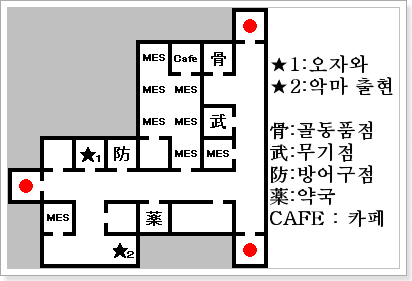 MES Cafe 骨
MES MES
MES MES 武
★1 防 MES MES
MES 薬
★2
★1:오자와
★2:악마 출현
骨:골동품점
武:무기점
防:방어구점
薬:약국
CAFE : 카페